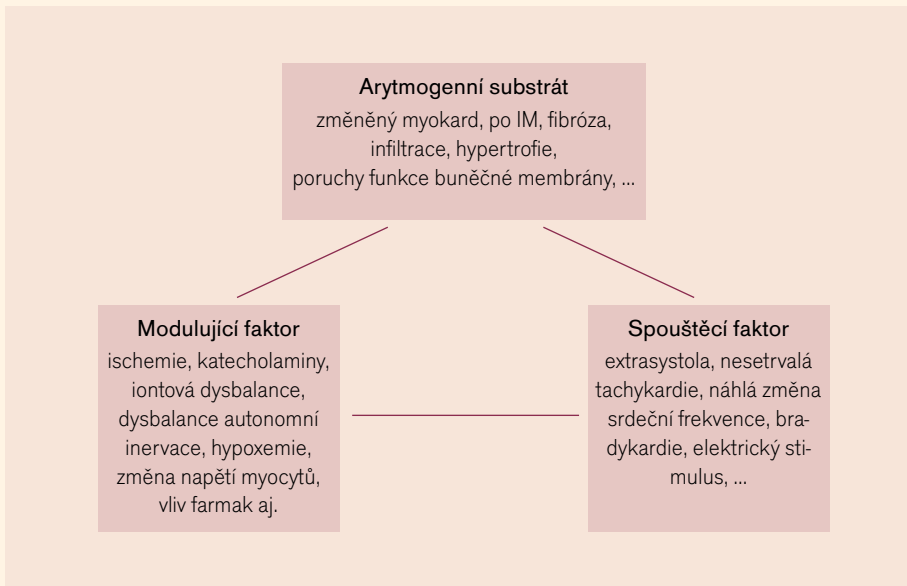 Arytmogenní substrát
změněný myokard, po IM, fibróza,
infiltrace, hypertrofie,
poruchy funkce buněčné membrány, ...
Modulující faktor
ischemie, katecholaminy,
iontová dysbalance,
dysbalance autonomní
inervace, hypoxemie,
změna napětí myocytů,
vliv farmak aj.
Spouštěcí faktor
extrasystola, nesetrvalá
tachykardie, náhlá změna
srdeční frekvence, bra-
dykardie, elektrický sti-
mulus, ...